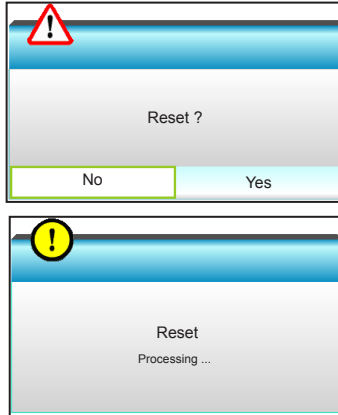 !
Reset ?
No Yes
!
Reset
Processing ...